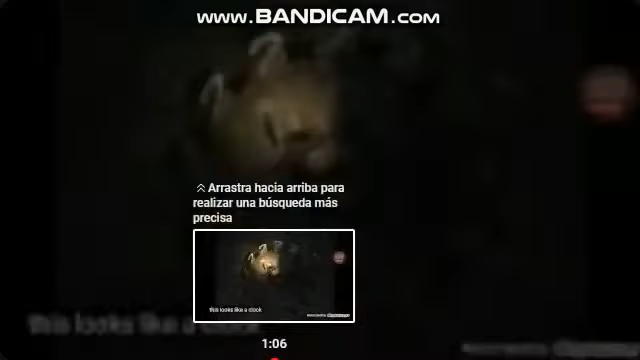 www.BANDICAM.com
Arrastra hacia arriba para
realizar una búsqueda más
precisa
this looks like a clock
this looks like a clock
1:06